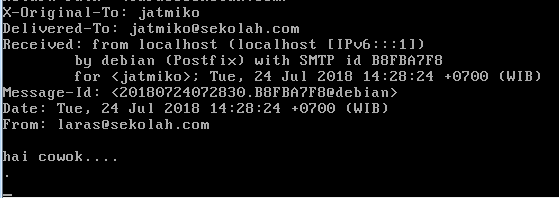 X-Original-To: jatmiko
Delivered-To: jatmiko@sekolah.com
Received: from localhost (localhost [IPv6:::1])
by debian (Postfix) with SMTP id B8FBA7F8
for <jatmiko>; Tue, 24 Jul 2018 14:28:24 +0700 (WIB)
Message-Id: <20180724072830.B8FBA7F8@debian>
Date: Tue, 24 Jul 2018 14:28:24 +0700 (WIB)
From: laras@sekolah.com
hai cowok....
.